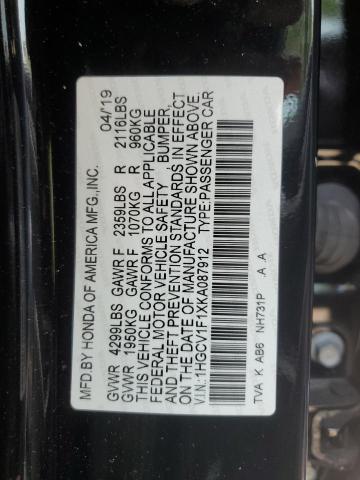 MFD.BY HONDA OF AMERICA MFG.,INC. 04/'19
GVWR 4299LBS GAWR F 2359LBS R 2116LBS
GVWR 1950KG GAWR F 1070KG R 960KG
THIS VEHICLE CONFORMS TO ALL APPLICABLE
FEDERAL MOTOR VEHICLE SAFETY , BUMPER,
AND THEFT PREVENTION STANDARDS IN EFFECT
ON THE DATE OF MANUFACTURE SHOWN ABOVE.
V.I.N.:1HGCV1F1XKA087912 TYPE:PASSENGER CAR
TVA K AB6 NH731P .A .A